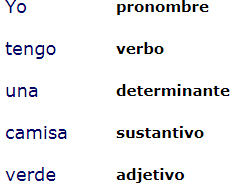 Yo pronombre
tengo verbo
una determinante
camisa sustantivo
verde adjetivo